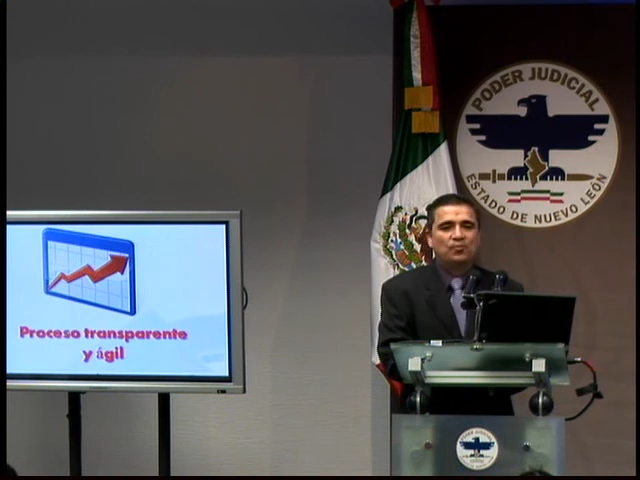 PODER JUDICIAL
ESTADO DE NUEVO LEÓN
Proceso transparente
y ágil